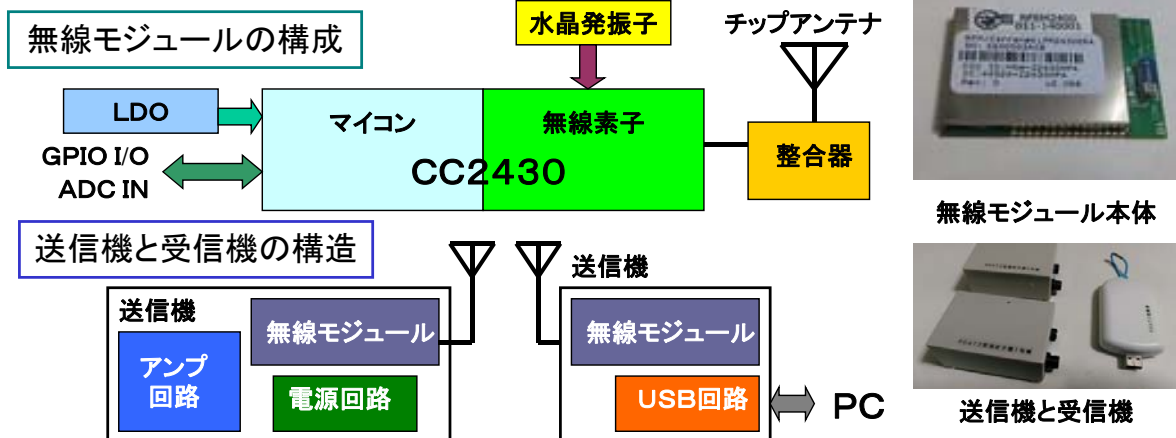 無線モジュールの構成
水晶発振子
チップアンテナ
LDO
マイコン
無線素子
GPIO I/O
ADC IN
CC2430
整合器
無線モジュール本体
送信機と受信機の構造
送信機
無線モジュール
アンプ
回路
電源回路
送信機
無線モジュール
USB回路
PC
送信機と受信機